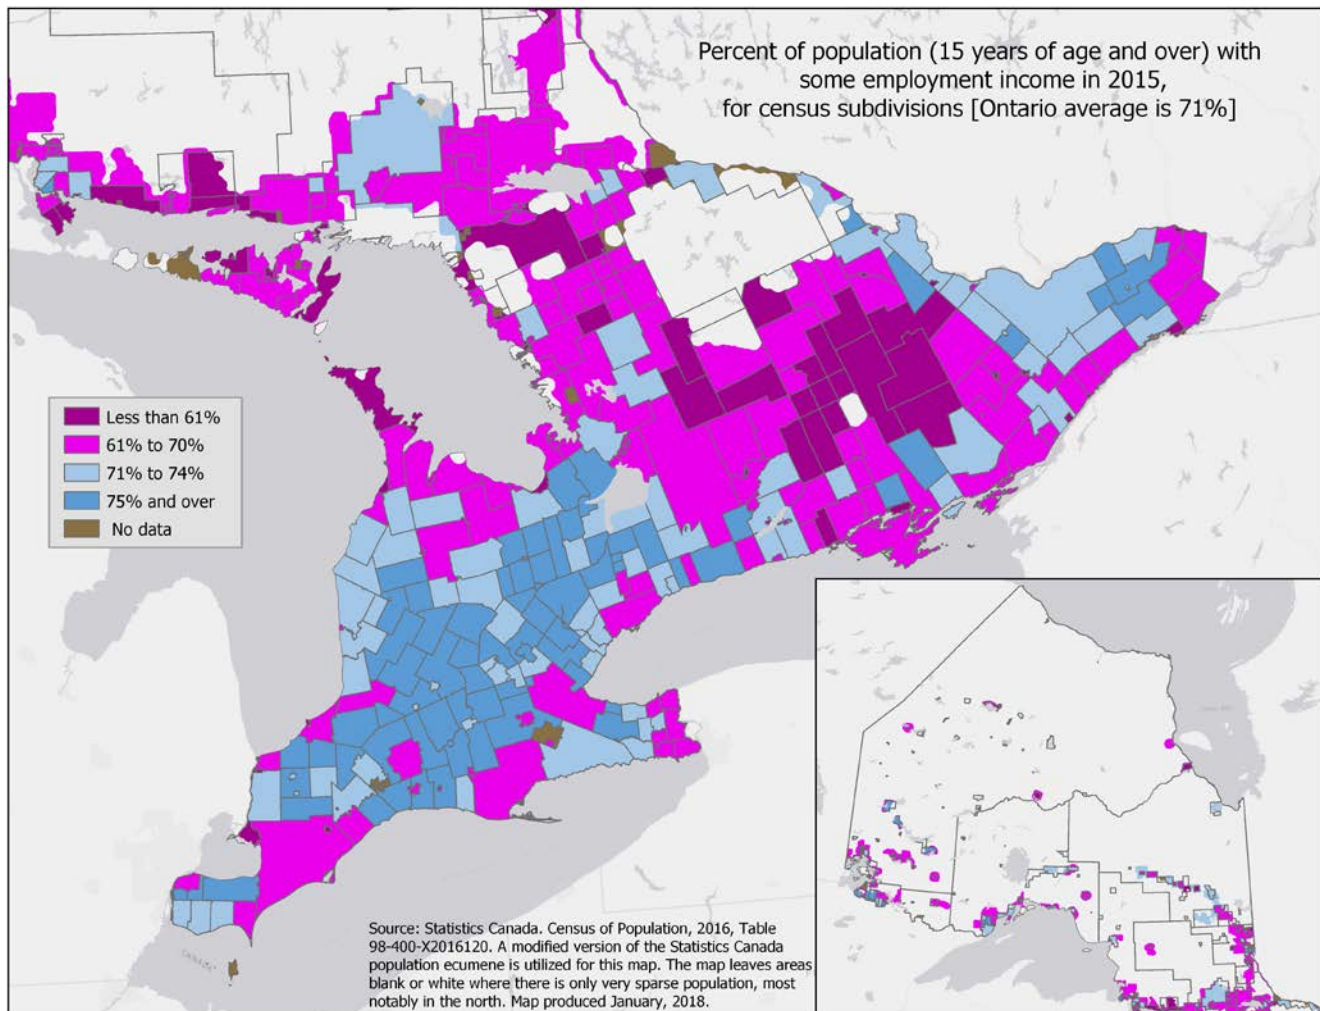 Percent of population (15 years of age and over) with
some employment income in 2015,
for census subdivisions [Ontario average is 71%]
Less than 61%
61% to 70%
71% to 74%
75% and over
No data
Source: Statistics Canada. Census of Population, 2016, Table
98-400-X2016120. A modified version of the Statistics Canada
population ecumene is utilized for this map. The map leaves areas
blank or white where there is only very sparse population, most
notably in the north. Map produced January, 2018.